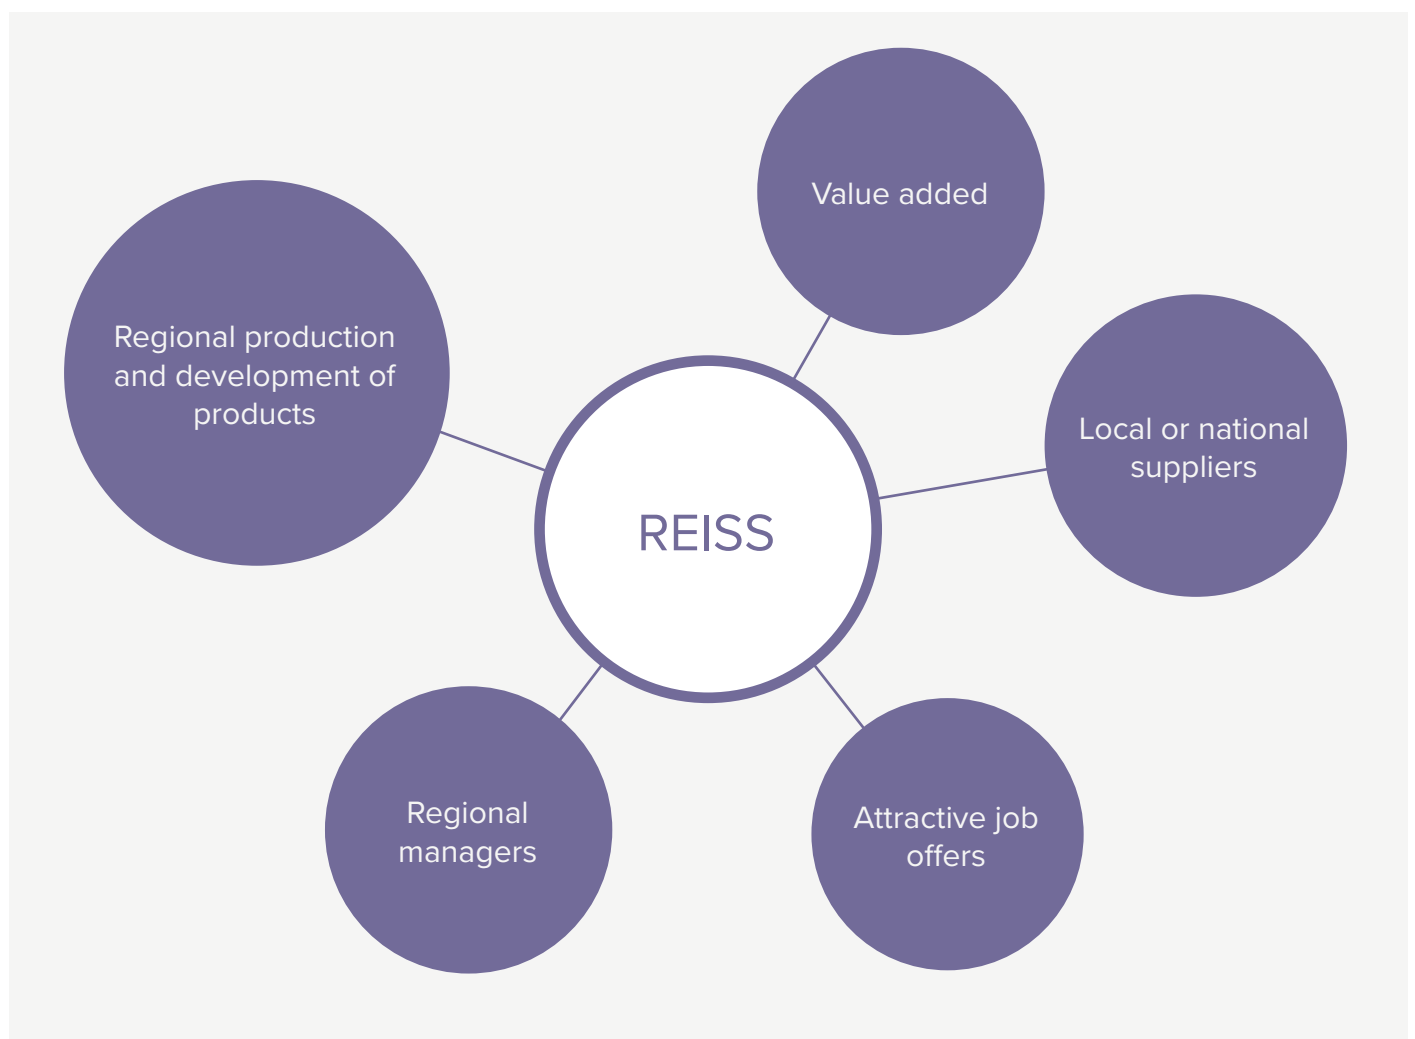 Value added
Regional production
and development of
products
Local or national
suppliers
REISS
Regional
managers
Attractive job
offers